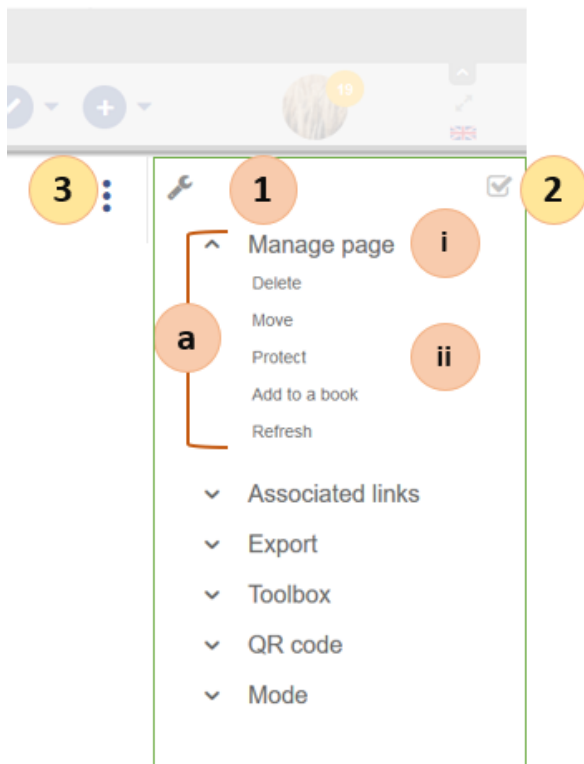 19
3
1
2
Manage page
i
Delete
Move
a
Protect
ii
Add to a book
Refresh
Associated links
Export
Toolbox
QR code
Mode